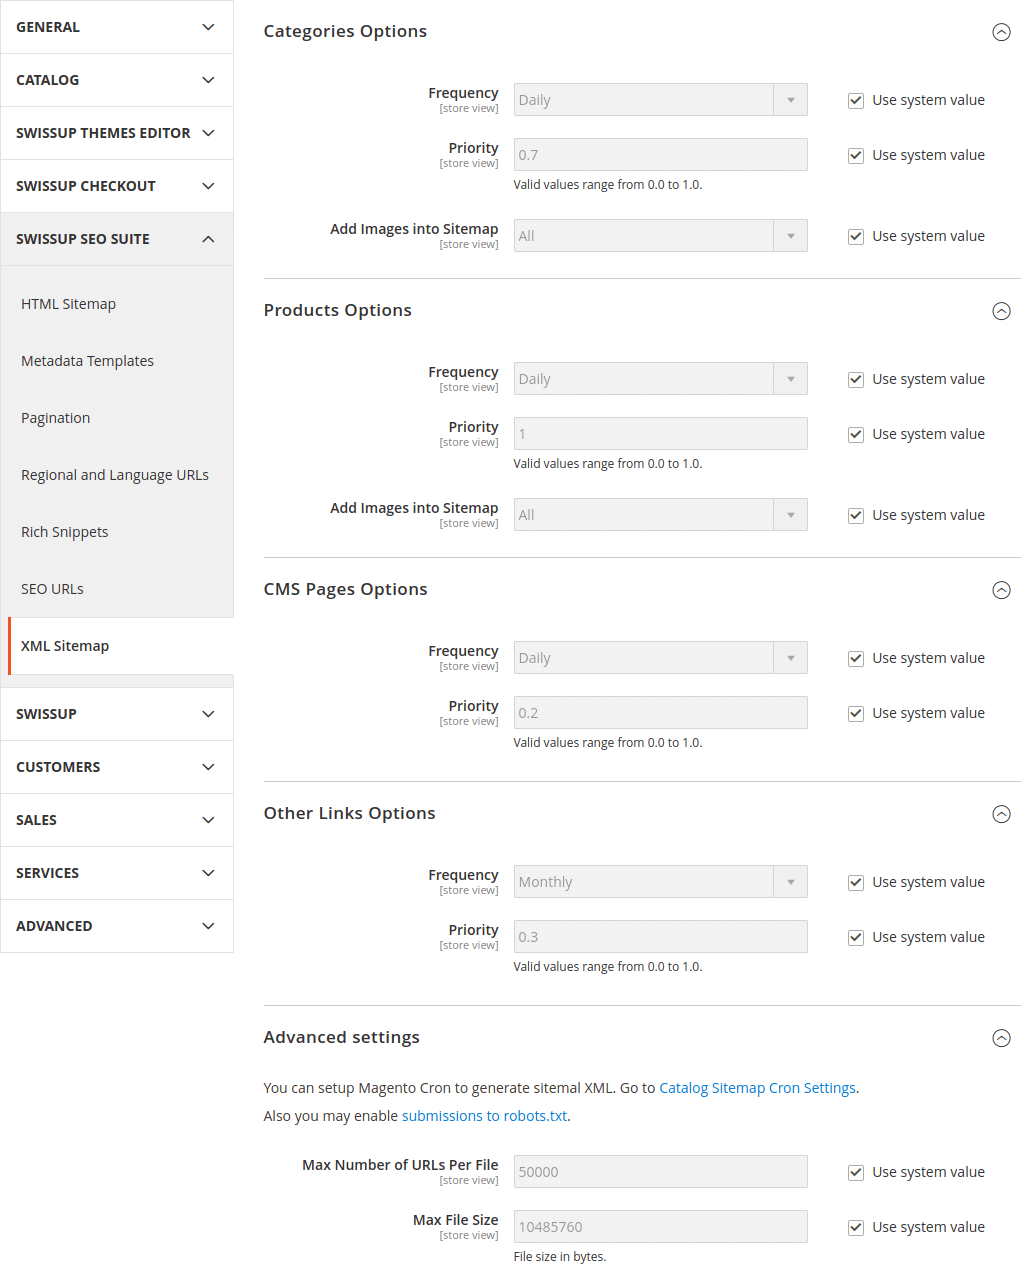 GENERAL
CATALOG
SWISSUP THEMES EDITOR
SWISSUP CHECKOUT
SWISSUP SEO SUITE
HTML Sitemap
Metadata Templates
Pagination
Regional and Language URLs
Rich Snippets
SEO URLs
XML Sitemap
SWISSUP
CUSTOMERS
SALES
SERVICES
ADVANCED
Categories Options
Frequency
[store view]
Daily
Use system value
Priority
[store view]
0.7
Use system value
Valid values range from 0.0 to 1.0.
Add Images into Sitemap
[store view]
All
Use system value
Products Options
Frequency
[store view]
Daily
Use system value
Priority
[store view]
1
Use system value
Valid values range from 0.0 to 1.0.
Add Images into Sitemap
[store view]
All
Use system value
CMS Pages Options
Frequency
[store view]
Daily
Use system value
Priority
[store view]
0.2
Use system value
Valid values range from 0.0 to 1.0.
Other Links Options
Frequency
[store view]
Monthly
Use system value
Priority
[store view]
0.3
Use system value
Valid values range from 0.0 to 1.0.
Advanced settings
You can setup Magento Cron to generate sitemal XML. Go to Catalog Sitemap Cron Settings.
Also you may enable submissions to robots.txt.
Max Number of URLs Per File
[store view]
50000
Use system value
Max File Size
[store view]
10485760
Use system value
File size in bytes.